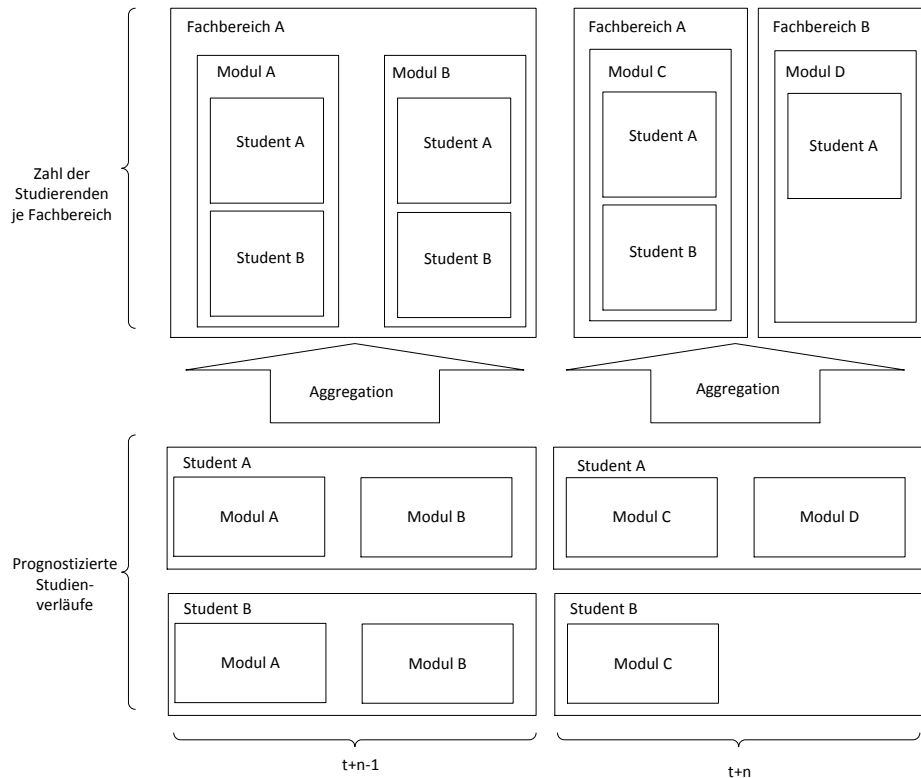 Fachbereich A
Modul A
Student A
Student B
Modul B
Student A
Student B
Fachbereich A
Modul C
Student A
Student B
Fachbereich B
Modul D
Student A
Zahl der
Studierenden
je Fachbereich
Aggregation
Aggregation
Prognostizierte
Studien-
verläufe
Student A
Modul A
Modul B
Student A
Modul C
Modul D
Student B
Modul A
Modul B
Student B
Modul C
t+n-1
t+n